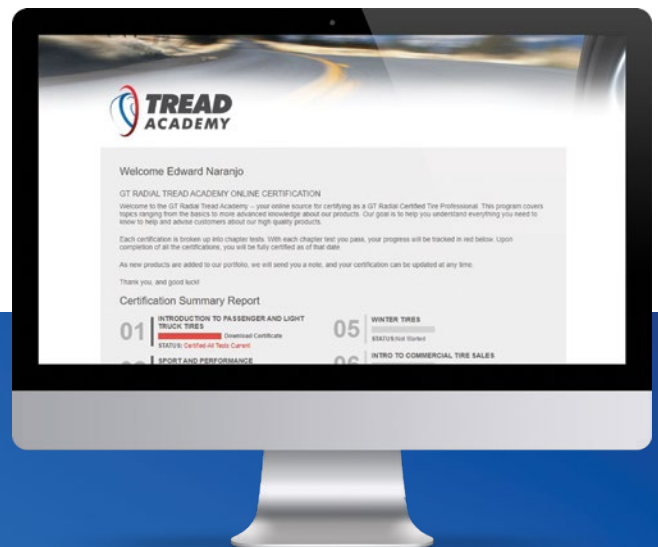 TREAD
ACADEMY
Welcome Edward Naranjo
GT RADIAL TREAD ACADEMY ONLINE CERTIFICATION
Welcome to the GT Radial Tread Academy – your online source for certifying as a GT Radial Certified Tire Professional. This program covers
topics ranging from the basics to more advanced knowledge about our products. Our goal is to help you understand everything you need to
know to help and advise customers about our high quality products.
Each certification is broken up into chapter tests. With each chapter test you pass, your progress will be tracked in red below. Upon
completion of all the certifications, you will be fully certified as of that date.
As new products are added to our portfolio, we will send you a note, and your certification can be updated at any time.
Thank you, and good luck!
Certification Summary Report
01
INTRODUCTION TO PASSENGER AND LIGHT
TRUCK TIRES
Download Certificate
STATUS: Certified-All Tests Current
05
WINTER TIRES
STATUS:Not Started
SPORT AND PERFORMANCE
06
INTRO TO COMMERCIAL TIRE SALES